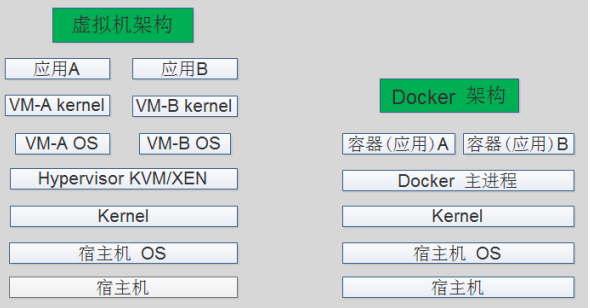 虚拟机架构
应用A
应用B
VM-A kernel
VM-B kernel
VM-A OS
VM-B OS
Hypervisor KVM/XEN
Kernel
宿主机 OS
宿主机
Docker 架构
容器(应用)A
容器(应用)B
Docker 主进程
Kernel
宿主机 OS
宿主机